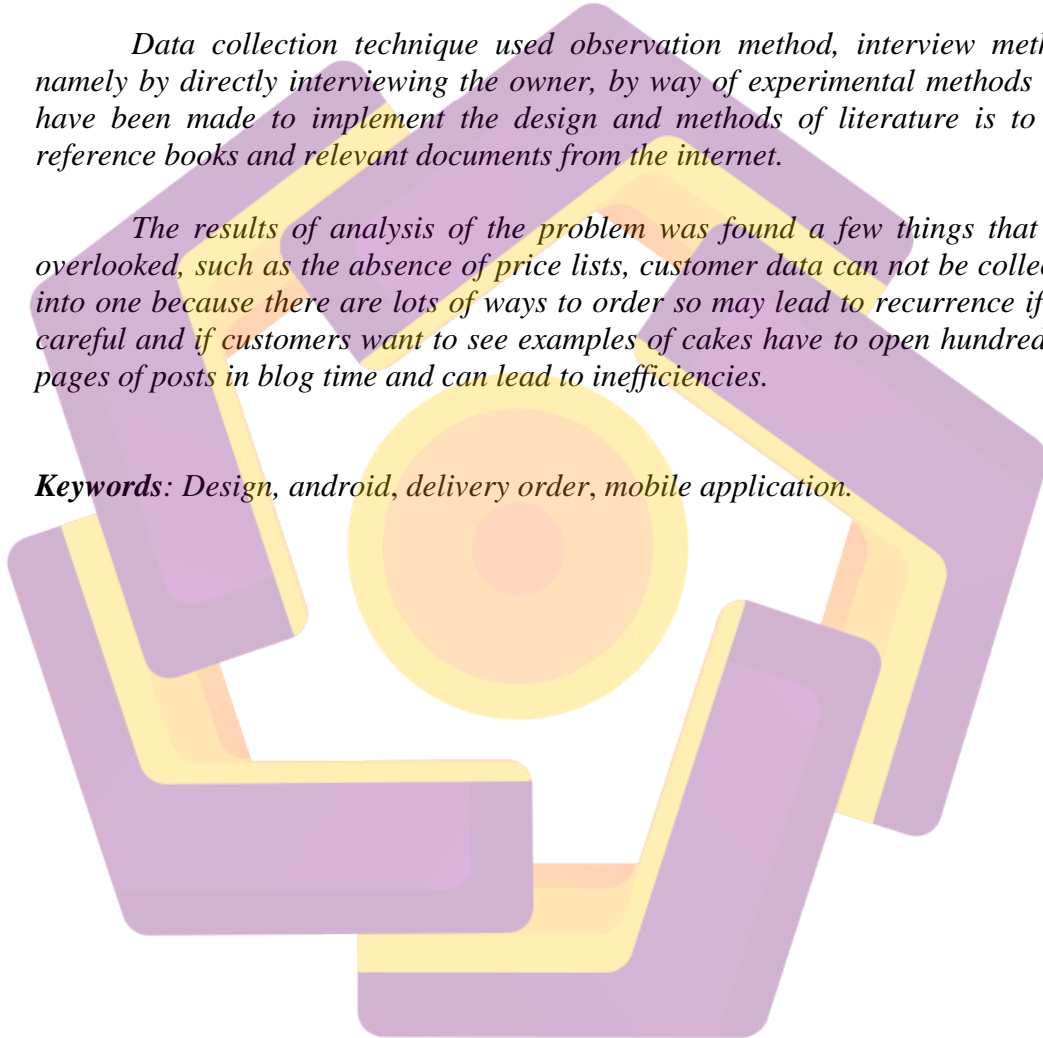 Data collection technique used observation method, interview meth
namely by directly interviewing the owner, by way of experimental methods
have been made to implement the design and methods of literature is to
reference books and relevant documents from the internet.
The results of analysis of the problem was found a few things that
overlooked, such as the absence of price lists, customer data can not be collec
into one because there are lots of ways to order so may lead to recurrence if
careful and if customers want to see examples of cakes have to open hundred
pages of posts in blog time and can lead to inefficiencies.
Keywords: Design, android, delivery order, mobile application.